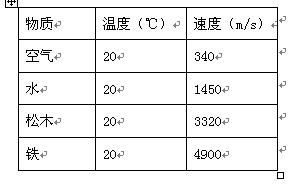 物质 温度（℃） 速度（m/s）
空气 20 340
水 20 1450
松木 20 3320
铁 20 4900